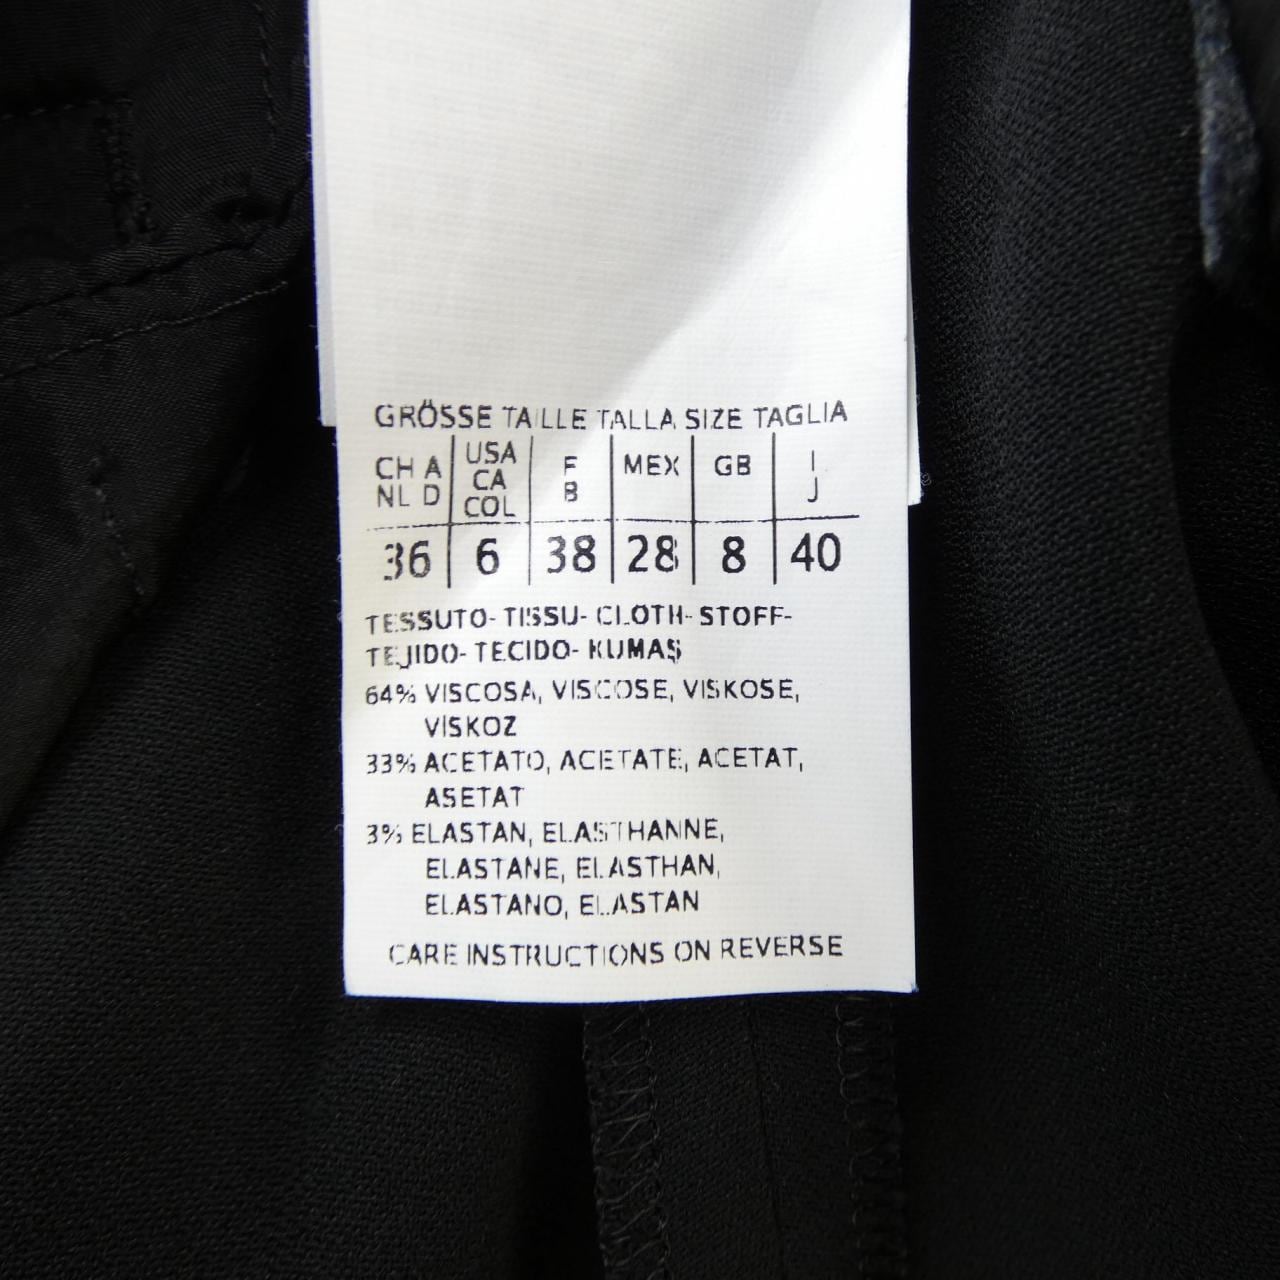 GRÖSSE TAILLE TALLA SIZE TAGLIA
CH A USA F MEX GB I
NL D CA B J
COL
36 6 38 28 8 40
TESSUTO- TISSU- CLOTH- STOFF-
TEJIDO- TECIDO- KUMAŞ
64% VISCOSA, VISCOSE, VISKOSE,
VISKOZ
33% ACETATO, ACETATE, ACETAT,
ASETAT
3% ELASTAN, ELASTHANNE,
ELASTANE, ELASTHAN,
ELASTANO, ELASTAN
CARE INSTRUCTIONS ON REVERSE